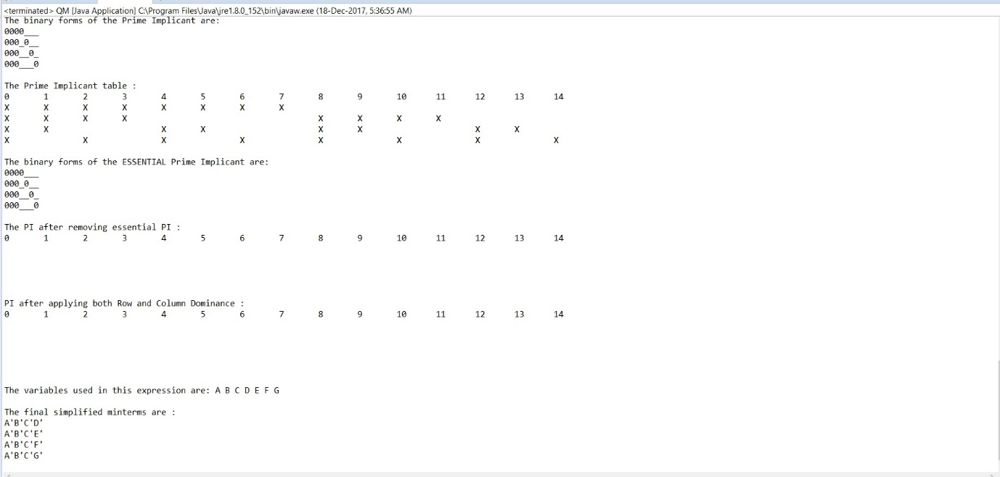 <terminated> QM [Java Application] C:\Program Files\Java\jre1.8.0_152\bin\javaw.exe (18-Dec-2017, 5:36:55 AM)
The binary forms of the Prime Implicant are:
0000___
000_0__
000__0_
000___0
The Prime Implicant table :
0 1 2 3 4 5 6 7 8 9 10 11 12 13 14
X X X X X X X X
X X X X X X X X
X X X X X X X X
X X X X X X X X
The binary forms of the ESSENTIAL Prime Implicant are:
0000___
000_0__
000__0_
000___0
The PI after removing essential PI :
0 1 2 3 4 5 6 7 8 9 10 11 12 13 14
PI after applying both Row and Column Dominance :
0 1 2 3 4 5 6 7 8 9 10 11 12 13 14
The variables used in this expression are: A B C D E F G
The final simplified minterms are :
A'B'C'D'
A'B'C'E'
A'B'C'F'
A'B'C'G'